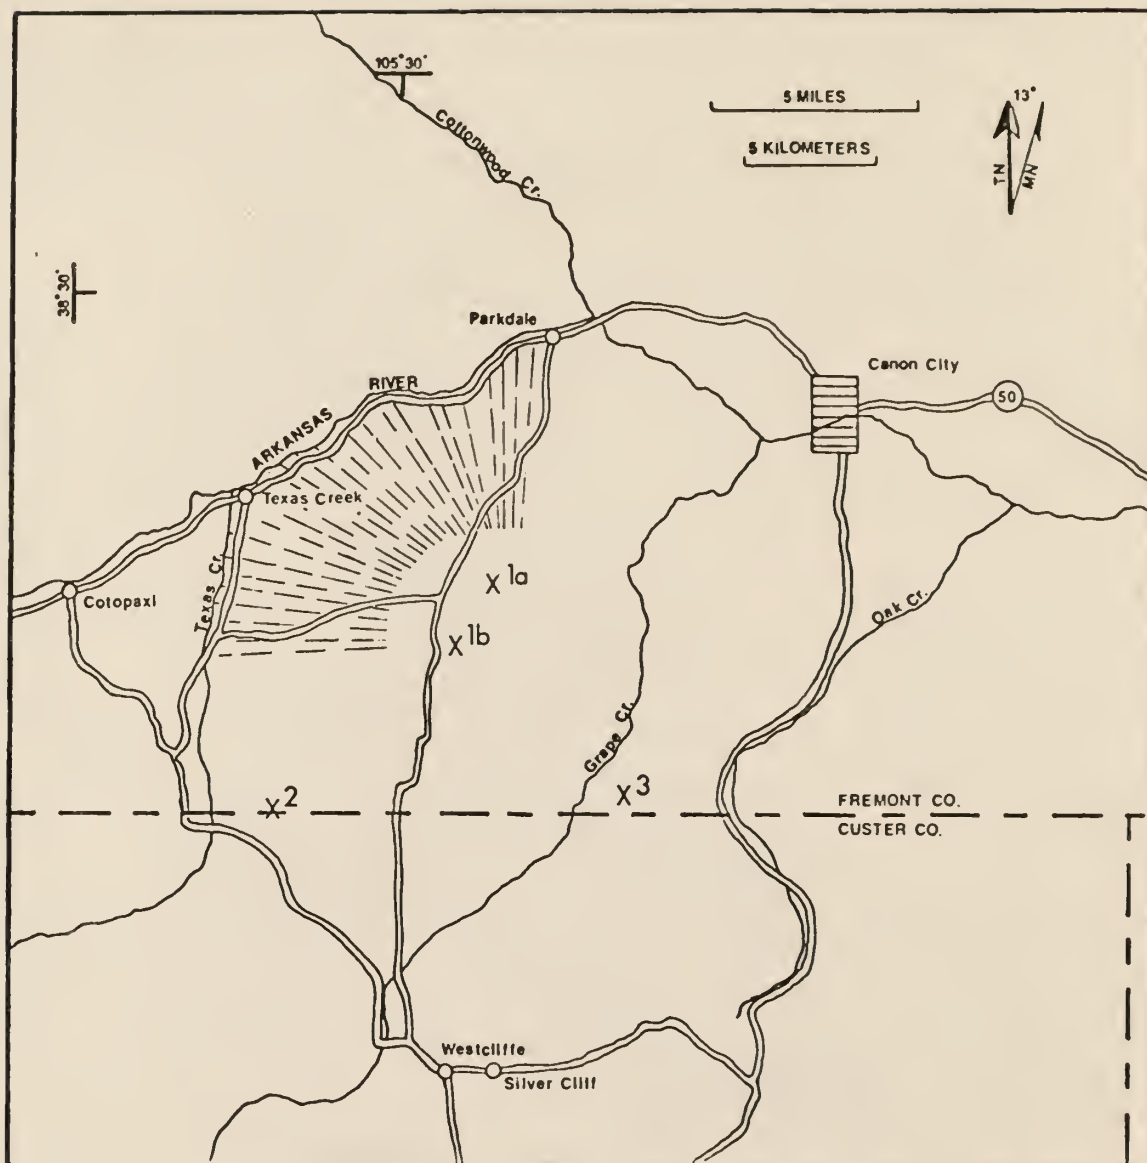 105°30'
5 MILES
13°
Cottonwood Cr.
5 KILOMETERS
TN
MN
38°30'
Parkdale
Canon City
RIVER
50
ARKANSAS
Texas Creek
X 1a
Cotopaxi
Texas Cr.
Oak Cr.
X 1b
Grape Cr.
X 2
X 3
FREMONT CO.
CUSTER CO.
Westcliffe
Silver Cliff